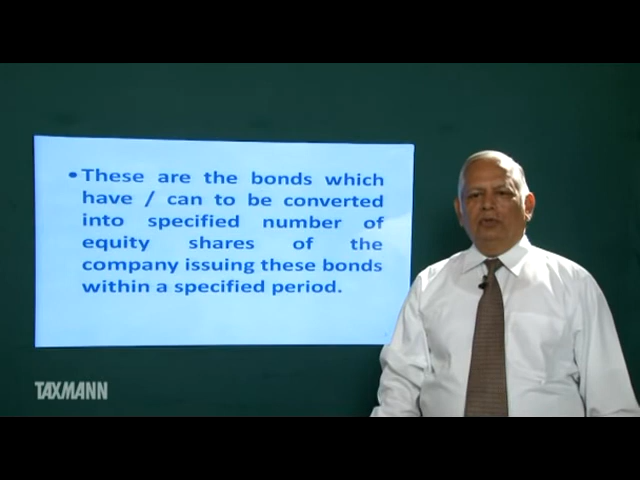 • These are the bonds which
have / can to be converted
into specified number of
equity shares of the
company issuing these bonds
within a specified period.
TAXMANN